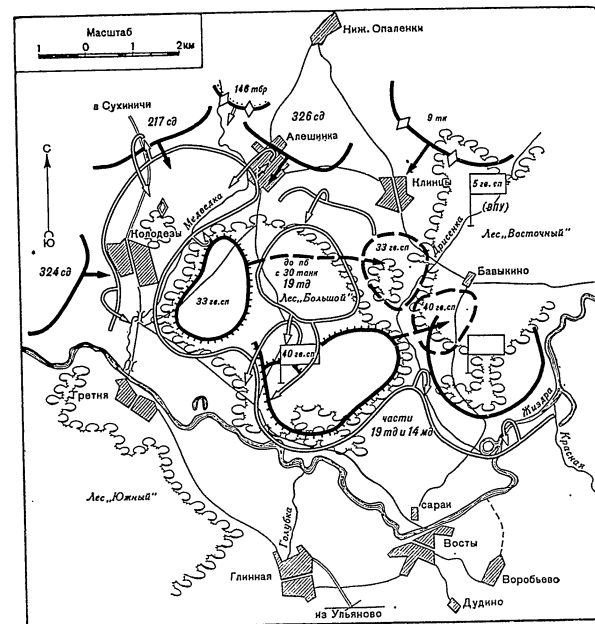 Масштаб
1 0 1 2км
Ниж. Опаленки
146 тбр
в Сухиничи
217 сд
326 сд
Алешинка
9 тк
С
Ю
Клинцы
5 гв. сп
(ВПУ)
Мелоелка
Дрисенка
Лес „Восточный"
Колодезы
33 гв. сп
Бавыкино
до пб
с 30 танк
19 тд
Лес „Большой"
324 сд
33 гв. сп
40 гв. сп
40 гв. сп
Гретня
части
19 тд и 14 мд
Жиздра
Красная
Лес „Южный"
сараи
Голубка
Восты
Глинная
Воробьево
Дудино
из Ульяново